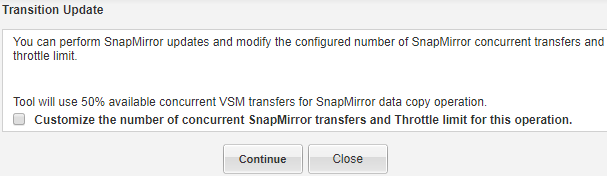 Transition Update
You can perform SnapMirror updates and modify the configured number of SnapMirror concurrent transfers and
throttle limit.
Tool will use 50% available concurrent VSM transfers for SnapMirror data copy operation.
Customize the number of concurrent SnapMirror transfers and Throttle limit for this operation.
Continue Close